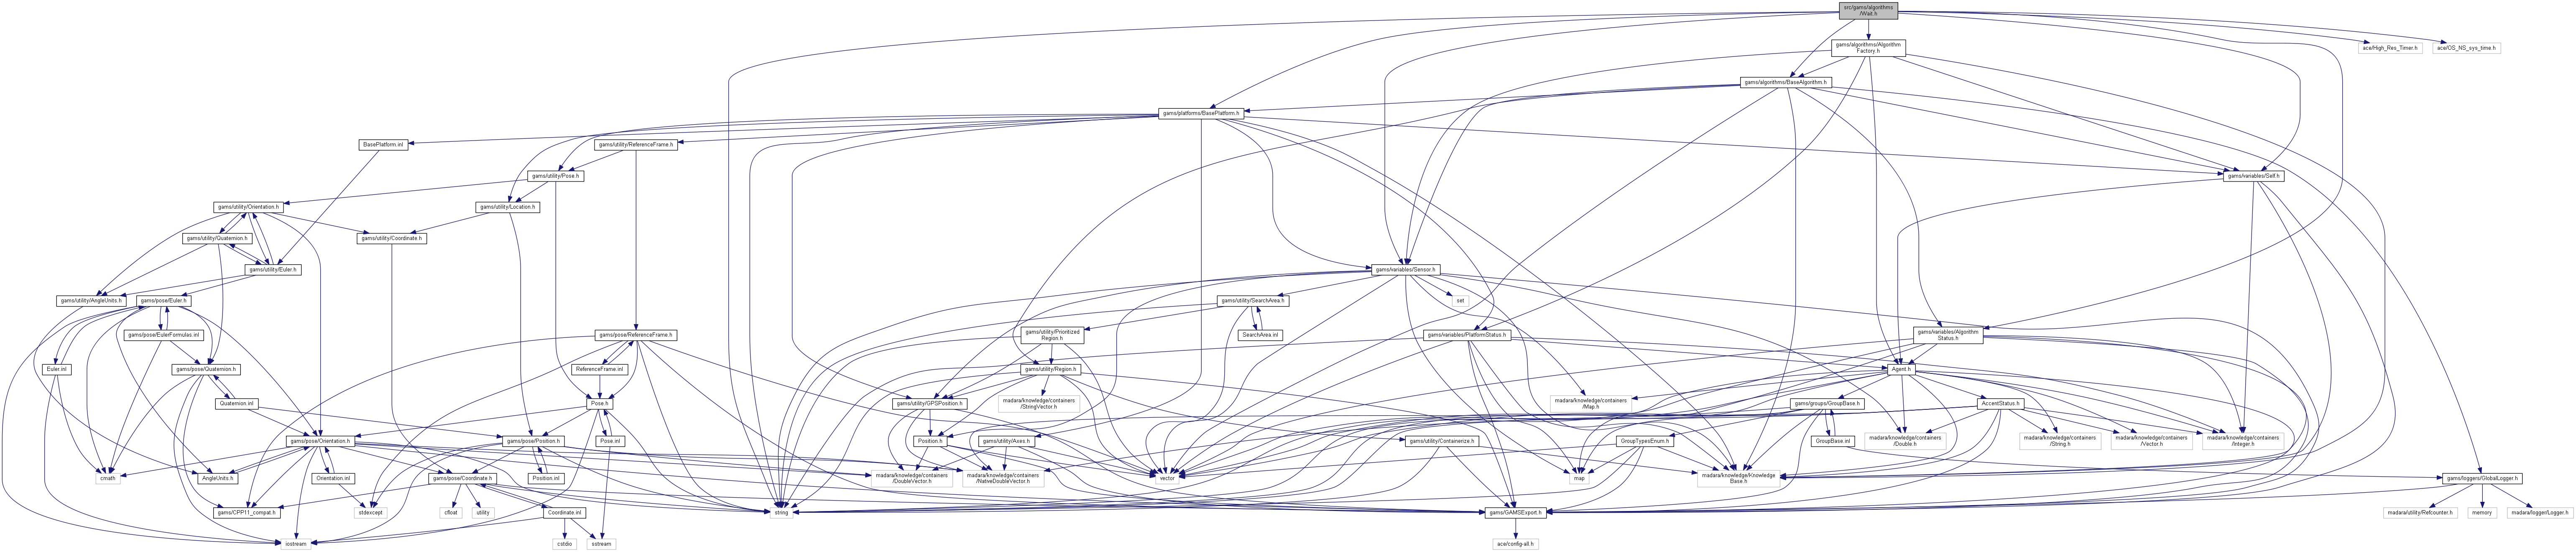 src/gams/algorithms
/Wait.h
gams/algorithms/Algorithm
Factory.h
ace/High_Res_Timer.h
ace/OS_NS_sys_time.h
gams/algorithms/BaseAlgorithm.h
gams/platforms/BasePlatform.h
BasePlatform.inl
gams/utility/ReferenceFrame.h
gams/utility/Pose.h
gams/variables/Self.h
gams/utility/Orientation.h
gams/utility/Location.h
gams/utility/Quaternion.h
gams/utility/Coordinate.h
gams/utility/Euler.h
gams/variables/Sensor.h
gams/utility/AngleUnits.h
gams/pose/Euler.h
gams/utility/SearchArea.h
set
gams/pose/EulerFormulas.inl
gams/pose/ReferenceFrame.h
gams/utility/Prioritized
Region.h
SearchArea.inl
gams/variables/PlatformStatus.h
gams/variables/Algorithm
Status.h
Euler.inl
gams/pose/Quaternion.h
ReferenceFrame.inl
gams/utility/Region.h
Agent.h
Quaternion.inl
Pose.h
gams/utility/GPSPosition.h
madara/knowledge/containers
/StringVector.h
madara/knowledge/containers
/Map.h
gams/groups/GroupBase.h
AccentStatus.h
gams/pose/Orientation.h
gams/pose/Position.h
Pose.inl
Position.h
gams/utility/Axes.h
gams/utility/Containerize.h
GroupTypesEnum.h
GroupBase.inl
madara/knowledge/containers
/Double.h
madara/knowledge/containers
/String.h
madara/knowledge/containers
/Vector.h
madara/knowledge/containers
/Integer.h
cmath
AngleUnits.h
Orientation.inl
gams/pose/Coordinate.h
Position.inl
madara/knowledge/containers
/DoubleVector.h
madara/knowledge/containers
/NativeDoubleVector.h
vector
map
madara/knowledge/Knowledge
Base.h
gams/loggers/GlobalLogger.h
gams/CPP11_compat.h
stdexcept
cfloat
utility
Coordinate.inl
string
gams/GAMSExport.h
madara/utility/Refcounter.h
memory
madara/logger/Logger.h
iostream
cstdio
sstream
ace/config-all.h